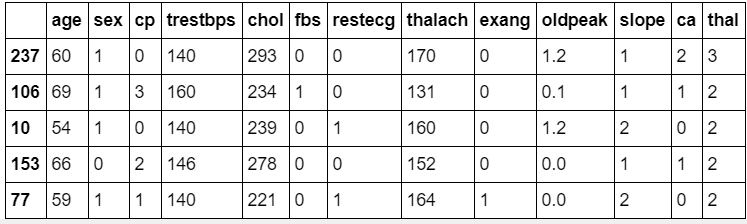 age sex cp trestbps chol fbs restecg thalach exang oldpeak slope ca thal
237 60 1 0 140 293 0 0 170 0 1.2 1 2 3
106 69 1 3 160 234 1 0 131 0 0.1 1 1 2
10 54 1 0 140 239 0 1 160 0 1.2 2 0 2
153 66 0 2 146 278 0 0 152 0 0.0 1 1 2
77 59 1 1 140 221 0 1 164 1 0.0 2 0 2